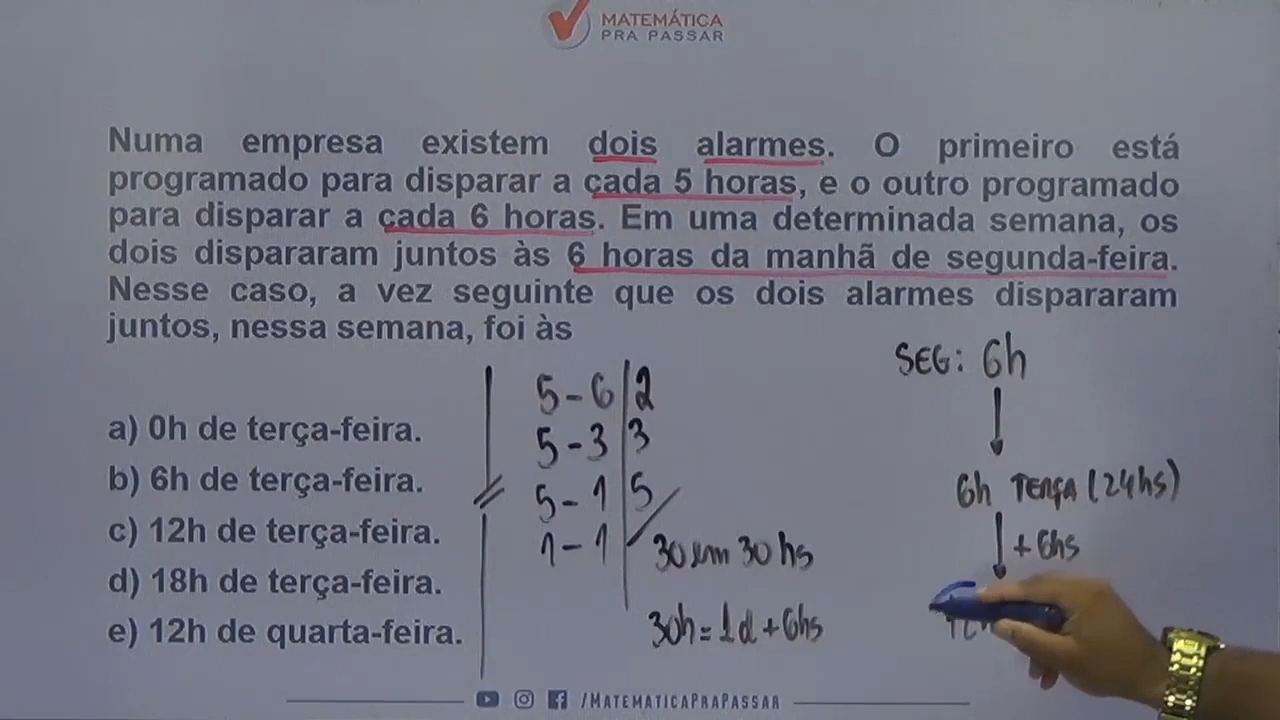 MATEMÁTICA
PRA PASSAR
Numa empresa existem dois alarmes. O primeiro está
programado para disparar a cada 5 horas, e o outro programado
para disparar a cada 6 horas. Em uma determinada semana, os
dois dispararam juntos às 6 horas da manhã de segunda-feira.
Nesse caso, a vez seguinte que os dois alarmes dispararam
juntos, nessa semana, foi às
a) 0h de terça-feira.
b) 6h de terça-feira.
c) 12h de terça-feira.
d) 18h de terça-feira.
e) 12h de quarta-feira.
5-6|2
5-3|3
5-1|5
1-1
30 em 30 hs
30h=1d+6hs
SEG: 6h
6h TERÇA (24hs)
+6hs
/MATEMATICAPRAPASSAR